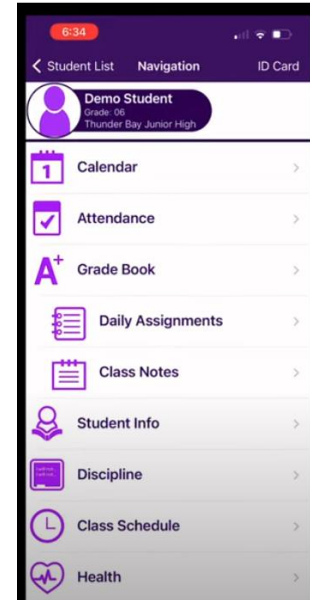 6:34
Student List Navigation ID Card
Demo Student
Grade: 06
Thunder Bay Junior High
1 Calendar
Attendance
A+ Grade Book
Daily Assignments
Class Notes
Student Info
Discipline
Class Schedule
Health